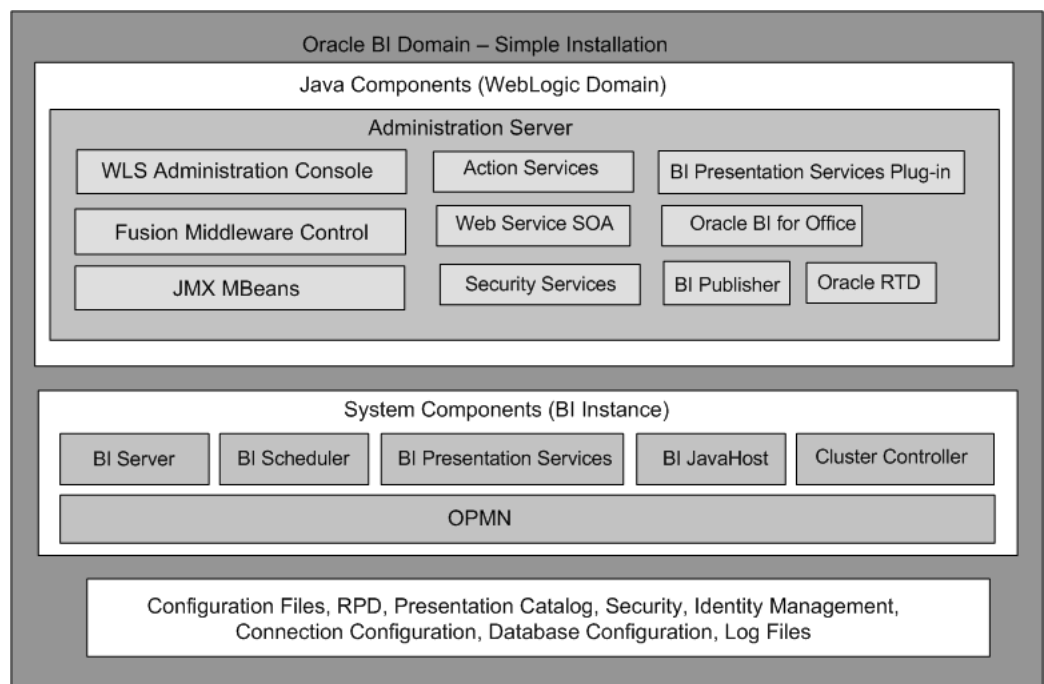 Oracle BI Domain – Simple Installation
Java Components (WebLogic Domain)
Administration Server
WLS Administration Console
Action Services
BI Presentation Services Plug-in
Fusion Middleware Control
Web Service SOA
Oracle BI for Office
JMX MBeans
Security Services
BI Publisher
Oracle RTD
System Components (BI Instance)
BI Server
BI Scheduler
BI Presentation Services
BI JavaHost
Cluster Controller
OPMN
Configuration Files, RPD, Presentation Catalog, Security, Identity Management,
Connection Configuration, Database Configuration, Log Files